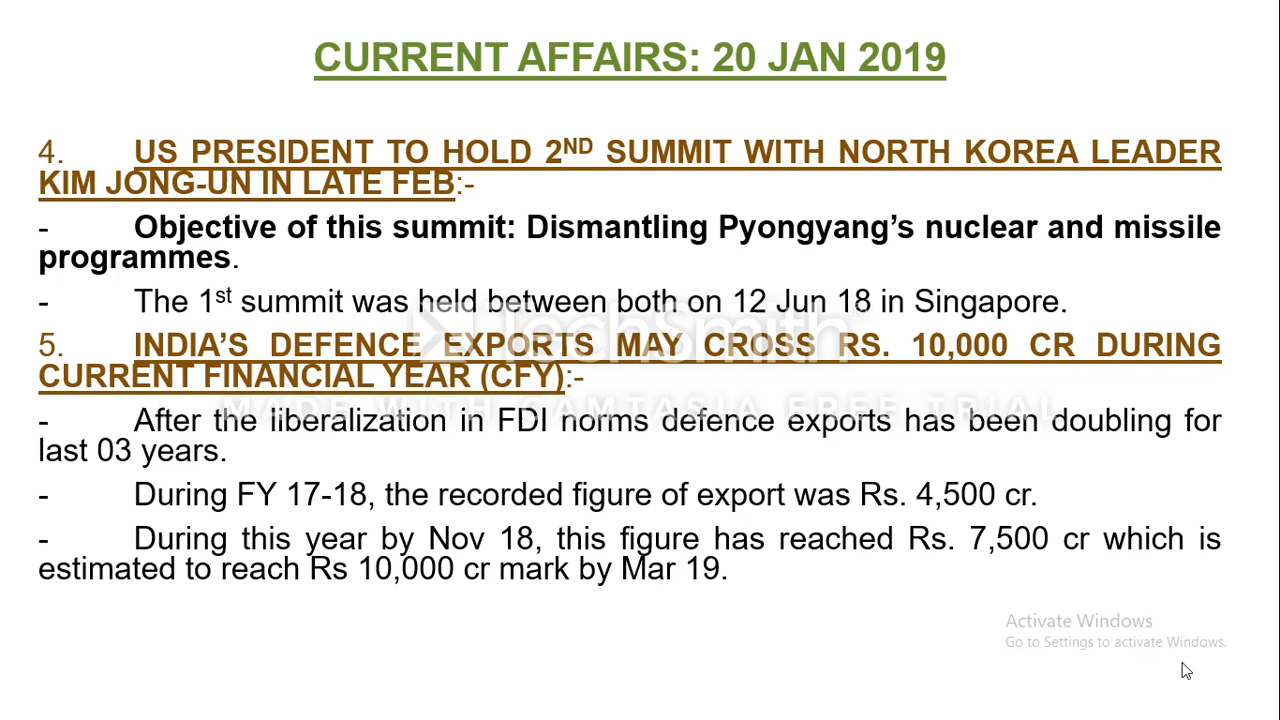 CURRENT AFFAIRS: 20 JAN 2019
4. US PRESIDENT TO HOLD 2ND SUMMIT WITH NORTH KOREA LEADER
KIM JONG-UN IN LATE FEB:-
- Objective of this summit: Dismantling Pyongyang's nuclear and missile
programmes.
- The 1st summit was held between both on 12 Jun 18 in Singapore.
TechSmith
5. INDIA'S DEFENCE EXPORTS MAY CROSS RS. 10,000 CR DURING
CURRENT FINANCIAL YEAR (CFY):-
MADE WITH CAMTASIA FREE TRIAL
- After the liberalization in FDI norms defence exports has been doubling for
last 03 years.
- During FY 17-18, the recorded figure of export was Rs. 4,500 cr.
- During this year by Nov 18, this figure has reached Rs. 7,500 cr which is
estimated to reach Rs 10,000 cr mark by Mar 19.
Activate Windows
Go to Settings to activate Windows.